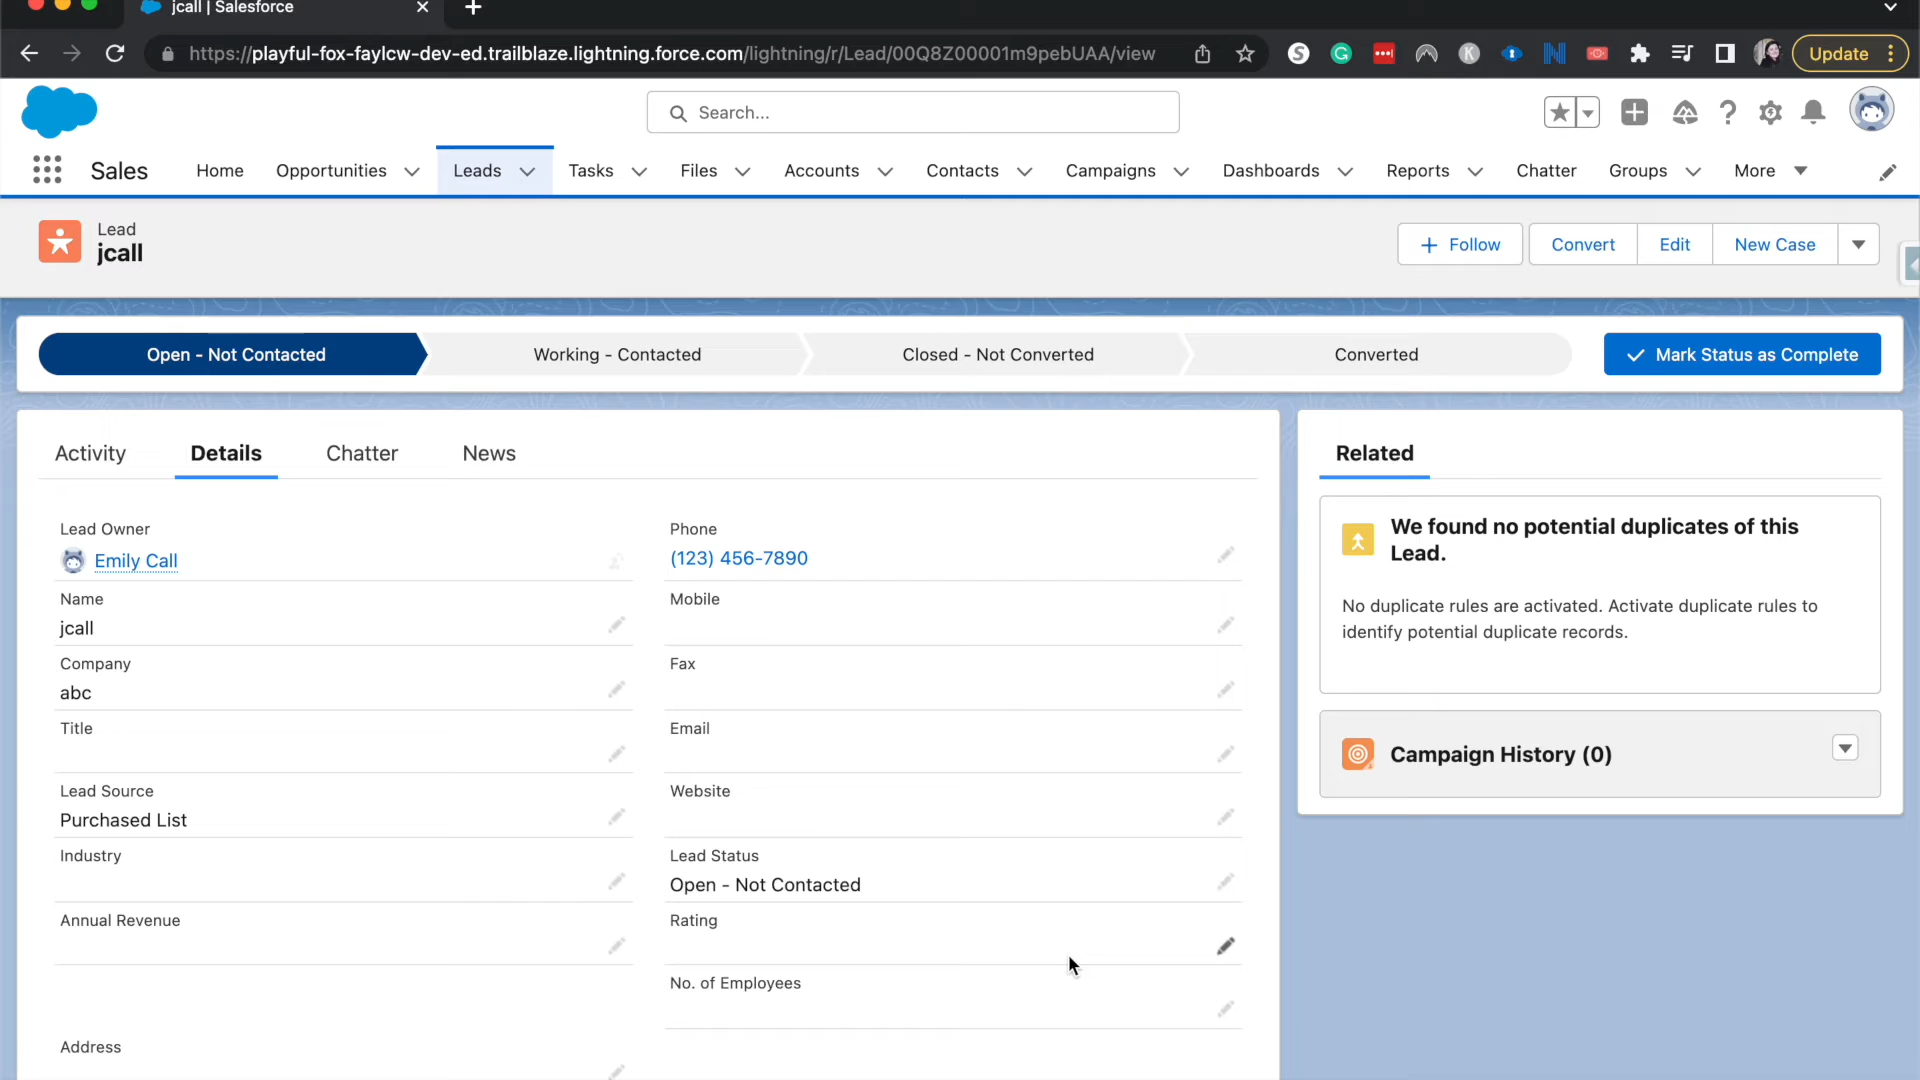 jcall | Salesforce
https://playful-fox-faylcw-dev-ed.trailblaze.lightning.force.com/lightning/r/Lead/00Q8Z00001m9pebUAA/view
Update
Search...
Sales
Home
Opportunities
Leads
Tasks
Files
Accounts
Contacts
Campaigns
Dashboards
Reports
Chatter
Groups
More
Lead
jcall
Follow
Convert
Edit
New Case
Open - Not Contacted
Working - Contacted
Closed - Not Converted
Converted
Mark Status as Complete
Activity
Details
Chatter
News
Lead Owner
Emily Call
Name
jcall
Company
abc
Title
Lead Source
Purchased List
Industry
Annual Revenue
Address
Phone
(123) 456-7890
Mobile
Fax
Email
Website
Lead Status
Open - Not Contacted
Rating
No. of Employees
Related
We found no potential duplicates of this
Lead.
No duplicate rules are activated. Activate duplicate rules to
identify potential duplicate records.
Campaign History (0)